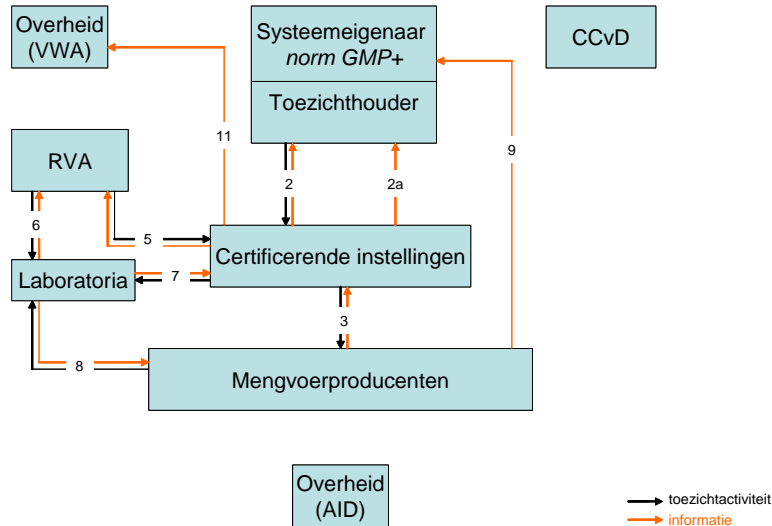 Overheid
(VWA)
Systeemeigenaar
norm GMP+
Toezichthouder
CCvD
11
9
RVA
2
2a
6
5
Certificerende instellingen
Laboratoria
7
3
8
Mengvoerproducenten
Overheid
(AID)
toezichtactiviteit
informatie